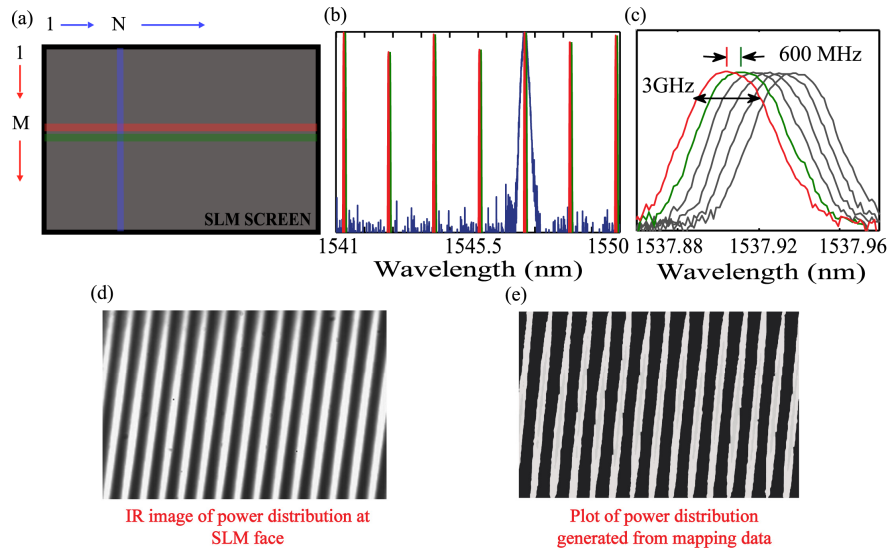 (a)
1
N
1
M
SLM SCREEN
(b)
1541
1545.5
1550
Wavelength (nm)
(c)
600 MHz
3GHz
1537.88
1537.92
1537.96
Wavelength (nm)
(d)
IR image of power distribution at
SLM face
(e)
Plot of power distribution
generated from mapping data